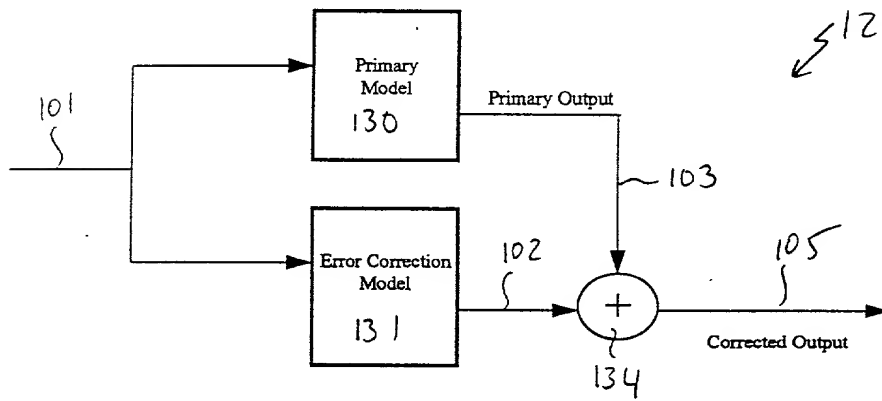 12
Primary
Model
130
Primary Output
101
103
Error Correction
Model
131
102
+
105
134
Corrected Output